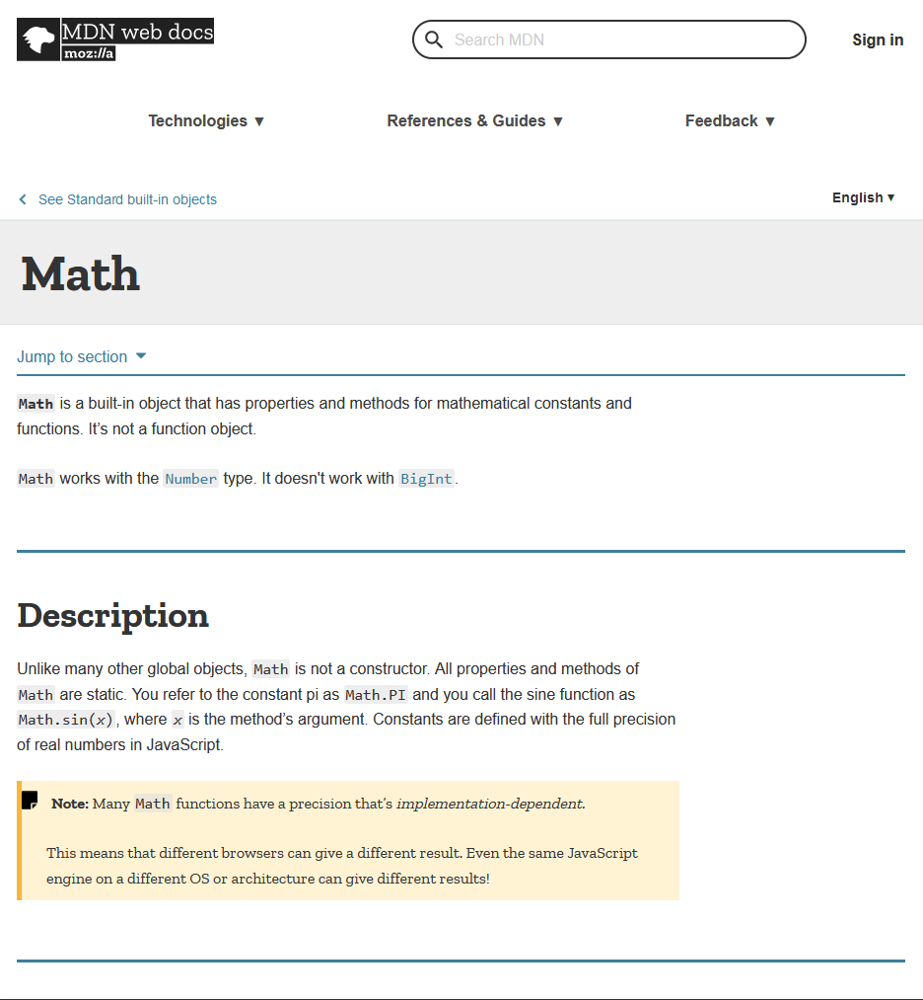 MDN web docs
moz://a
Search MDN
Sign in
Technologies ▼
References & Guides ▼
Feedback ▼
See Standard built-in objects
English ▾
Math
Jump to section
Math is a built-in object that has properties and methods for mathematical constants and
functions. It’s not a function object.
Math works with the Number type. It doesn't work with BigInt.
Description
Unlike many other global objects, Math is not a constructor. All properties and methods of
Math are static. You refer to the constant pi as Math.PI and you call the sine function as
Math.sin(x), where x is the method’s argument. Constants are defined with the full precision
of real numbers in JavaScript.
Note: Many Math functions have a precision that’s implementation-dependent.
This means that different browsers can give a different result. Even the same JavaScript
engine on a different OS or architecture can give different results!